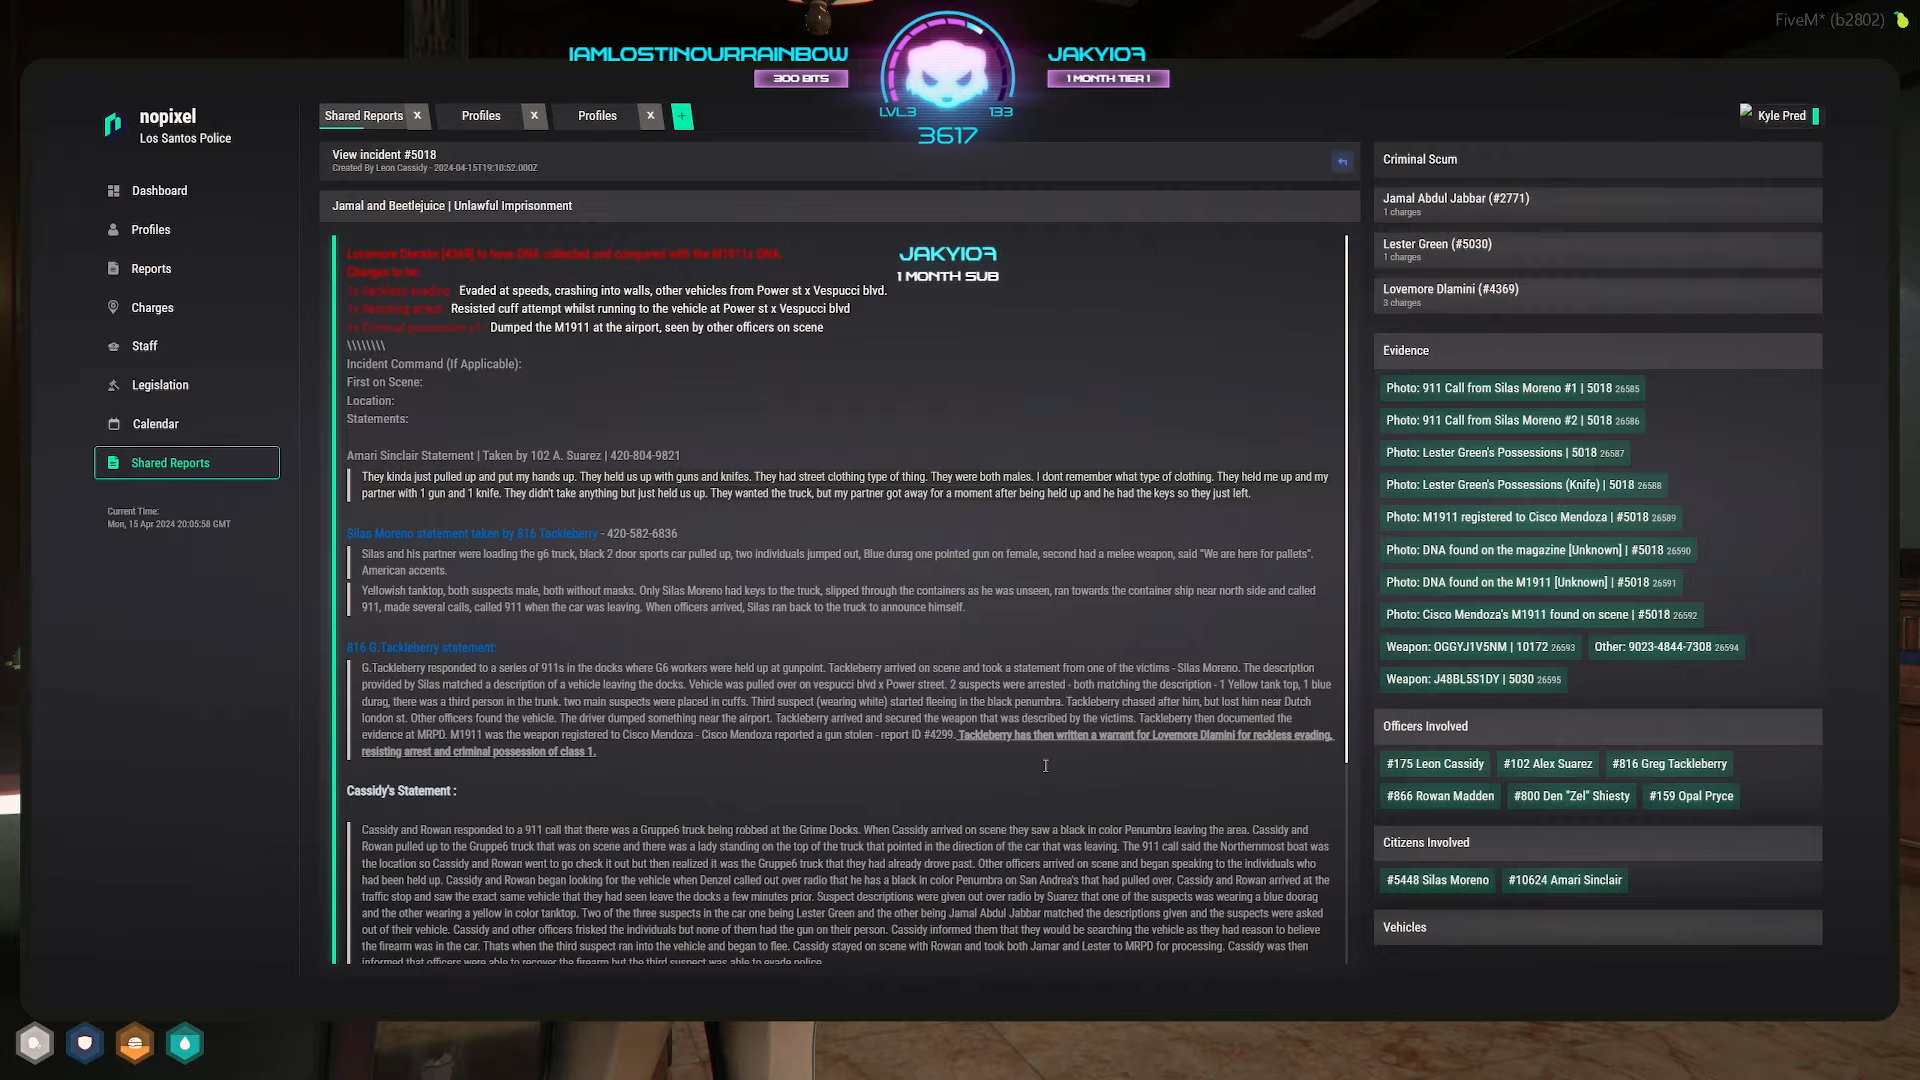 FiveM* (b2802)
IAMLOSTINOURRAINBOW
300 BITS
JAKY107
1 MONTH TIER 1
LVL.3
133
3617
nopixel
Los Santos Police
Shared Reports x
Profiles x
Profiles x
+
Kyle Pred
Dashboard
Profiles
Reports
Charges
Staff
Legislation
Calendar
Shared Reports
Current Time:
Mon, 15 Apr 2024 20:05:58 GMT
View incident #5018
Created By Leon Cassidy - 2024-04-15T19:10:52.000Z
Jamal and Beetlejuice | Unlawful Imprisonment
JAKY107
1 MONTH SUB
Lovemore Dlamini [4369] to have DNA collected and compared with the M1911s DNA.
Charges to be:
1x Reckless evading - Evaded at speeds, crashing into walls, other vehicles from Power st x Vespucci blvd.
1x Resisting arrest - Resisted cuff attempt whilst running to the vehicle at Power st x Vespucci blvd
1x Criminal possession c1 - Dumped the M1911 at the airport, seen by other officers on scene
\\\\\\\\
Incident Command (If Applicable):
First on Scene:
Location:
Statements:
Amari Sinclair Statement | Taken by 102 A. Suarez | 420-804-9821
They kinda just pulled up and put my hands up. They held us up with guns and knifes. They had street clothing type of thing. They were both males. I dont remember what type of clothing. They held me up and my
partner with 1 gun and 1 knife. They didn't take anything but just held us up. They wanted the truck, but my partner got away for a moment after being held up and he had the keys so they just left.
Silas Moreno statement taken by 816 Tackleberry - 420-582-6836
Silas and his partner were loading the g6 truck, black 2 door sports car pulled up, two individuals jumped out, Blue durag one pointed gun on female, second had a melee weapon, said "We are here for pallets".
American accents.
Yellowish tanktop, both suspects male, both without masks. Only Silas Moreno had keys to the truck, slipped through the containers as he was unseen, ran towards the container ship near north side and called
911, made several calls, called 911 when the car was leaving. When officers arrived, Silas ran back to the truck to announce himself.
816 G.Tackleberry statement:
G.Tackleberry responded to a series of 911s in the docks where G6 workers were held up at gunpoint. Tackleberry arrived on scene and took a statement from one of the victims - Silas Moreno. The description
provided by Silas matched a description of a vehicle leaving the docks. Vehicle was pulled over on vespucci blvd x Power street. 2 suspects were arrested - both matching the description - 1 Yellow tank top, 1 blue
durag, there was a third person in the trunk. two main suspects were placed in cuffs. Third suspect (wearing white) started fleeing in the black penumbra. Tackleberry chased after him, but lost him near Dutch
london st. Other officers found the vehicle. The driver dumped something near the airport. Tackleberry arrived and secured the weapon that was described by the victims. Tackleberry then documented the
evidence at MRPD. M1911 was the weapon registered to Cisco Mendoza - Cisco Mendoza reported a gun stolen - report ID #4299. Tackleberry has then written a warrant for Lovemore Dlamini for reckless evading,
resisting arrest and criminal possession of class 1.
Cassidy's Statement :
Cassidy and Rowan responded to a 911 call that there was a Gruppe6 truck being robbed at the Grime Docks. When Cassidy arrived on scene they saw a black in color Penumbra leaving the area. Cassidy and
Rowan pulled up to the Gruppe6 truck that was on scene and there was a lady standing on the top of the truck that pointed in the direction of the car that was leaving. The 911 call said the Northernmost boat was
the location so Cassidy and Rowan went to go check it out but then realized it was the Gruppe6 truck that they had already drove past. Other officers arrived on scene and began speaking to the individuals who
had been held up. Cassidy and Rowan began looking for the vehicle when Denzel called out over radio that he has a black in color Penumbra on San Andrea's that had pulled over. Cassidy and Rowan arrived at the
traffic stop and saw the exact same vehicle that they had seen leave the docks a few minutes prior. Suspect descriptions were given out over radio by Suarez that one of the suspects was wearing a blue doorag
and the other wearing a yellow in color tanktop. Two of the three suspects in the car one being Lester Green and the other being Jamal Abdul Jabbar matched the descriptions given and the suspects were asked
out of their vehicle. Cassidy and other officers frisked the individuals but none of them had the gun on their person. Cassidy informed them that they would be searching the vehicle as they had reason to believe
the firearm was in the car. Thats when the third suspect ran into the vehicle and began to flee. Cassidy stayed on scene with Rowan and took both Jamar and Lester to MRPD for processing. Cassidy was then
informed that officers were able to recover the firearm but the third suspect was able to evade police.
Criminal Scum
Jamal Abdul Jabbar (#2771)
1 charges
Lester Green (#5030)
1 charges
Lovemore Dlamini (#4369)
3 charges
Evidence
Photo: 911 Call from Silas Moreno #1 | 5018 26585
Photo: 911 Call from Silas Moreno #2 | 5018 26586
Photo: Lester Green's Possessions | 5018 26587
Photo: Lester Green's Possessions (Knife) | 5018 26588
Photo: M1911 registered to Cisco Mendoza | #5018 26589
Photo: DNA found on the magazine [Unknown] | #5018 26590
Photo: DNA found on the M1911 [Unknown] | #5018 26591
Photo: Cisco Mendoza's M1911 found on scene | #5018 26592
Weapon: OGGYJ1V5NM | 10172 26593 Other: 9023-4844-7308 26594
Weapon: J48BL5S1DY | 5030 26595
Officers Involved
#175 Leon Cassidy #102 Alex Suarez #816 Greg Tackleberry
#866 Rowan Madden #800 Den "Zel" Shiesty #159 Opal Pryce
Citizens Involved
#5448 Silas Moreno #10624 Amari Sinclair
Vehicles